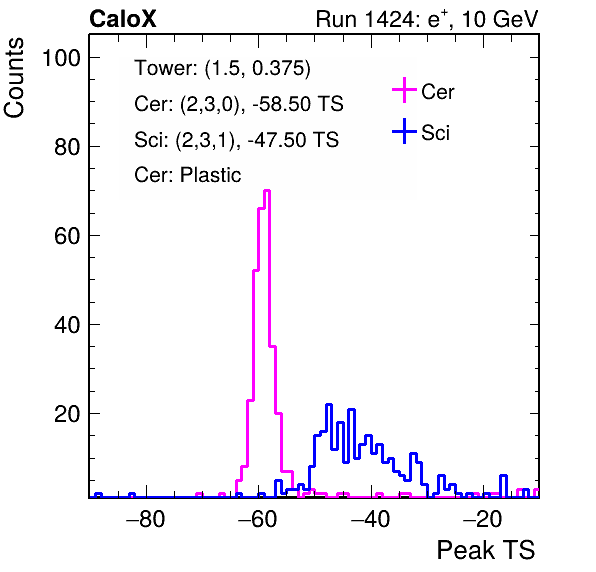 CaloX Run 1424: e⁺, 10 GeV
Counts
100
80
60
40
20
Tower: (1.5, 0.375)
Cer: (2,3,0), -58.50 TS
Sci: (2,3,1), -47.50 TS
Cer: Plastic
Cer
Sci
−80 −60 −40 −20
Peak TS